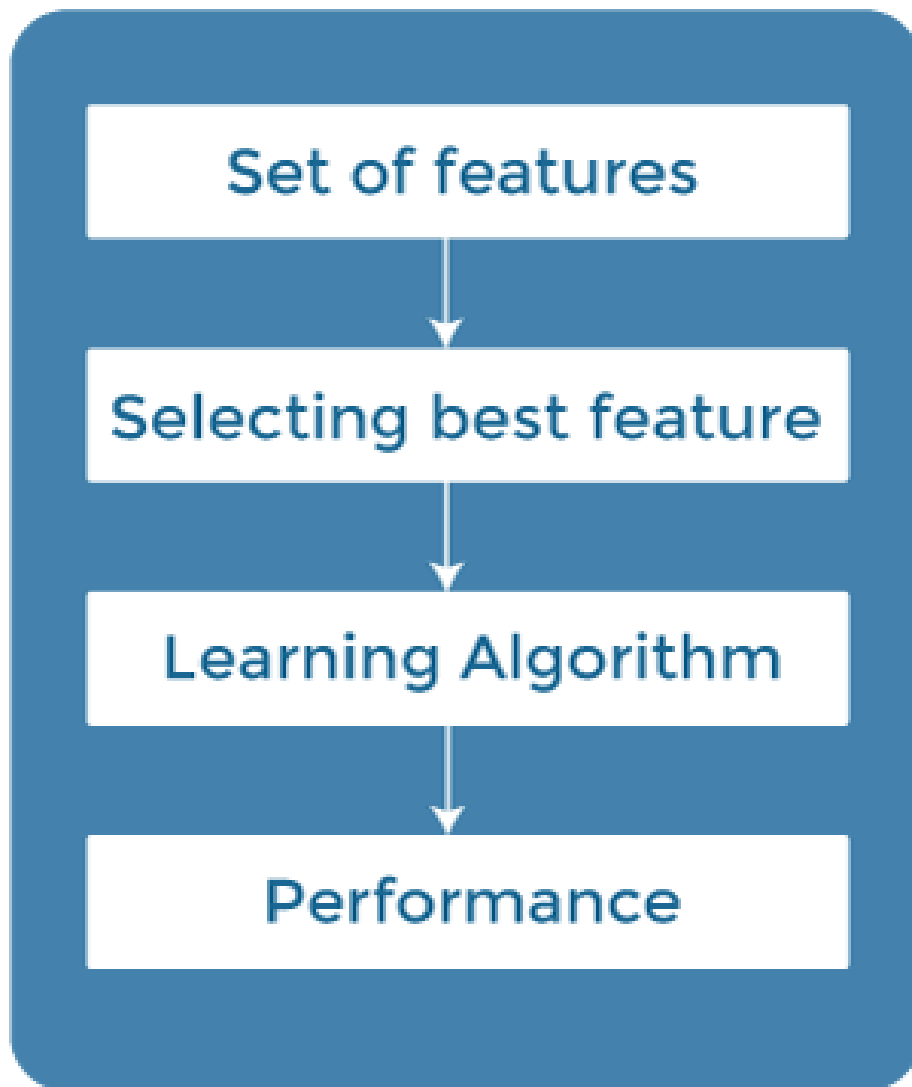 Set of features
Selecting best feature
Learning Algorithm
Performance